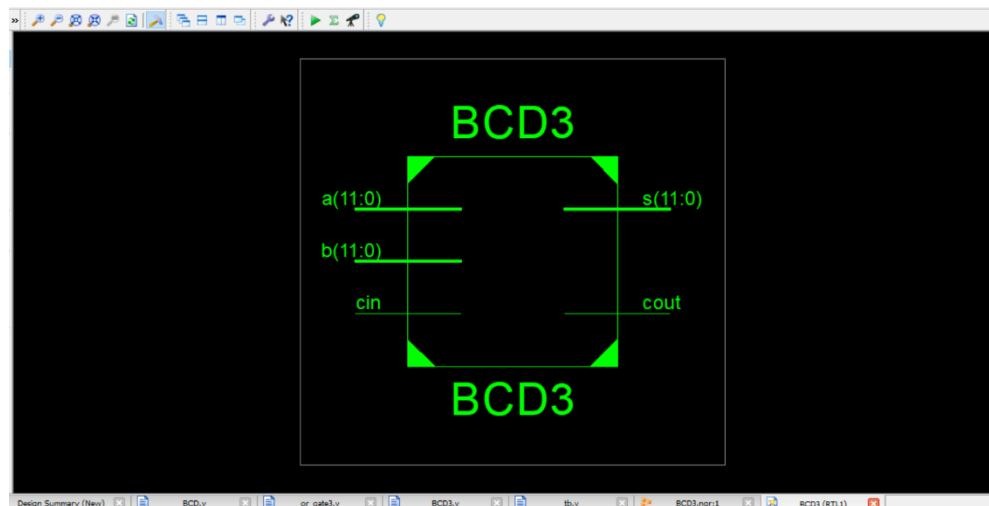 »
BCD3
a(11:0)
s(11:0)
b(11:0)
cin
cout
BCD3
Design Summary (New)
BCD.v
or_gate3.v
BCD3.v
tb.v
BCD3.ngr:1
BCD3 (RTL1)